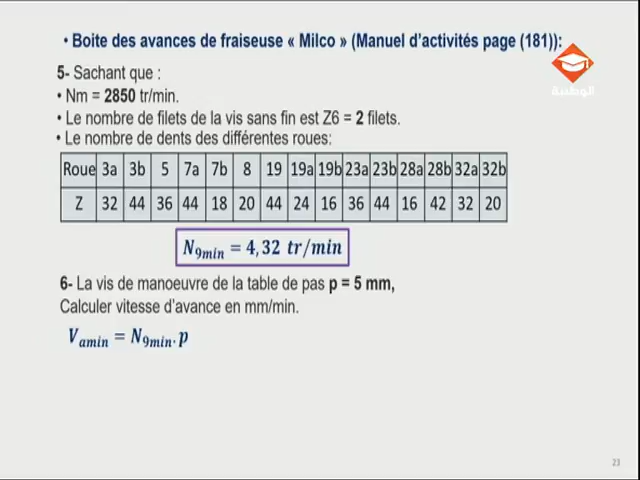 • Boite des avances de fraiseuse « Milco » (Manuel d'activités page (181)):
الوطنية
5- Sachant que :
• Nm = 2850 tr/min.
• Le nombre de filets de la vis sans fin est Z6 = 2 filets.
• Le nombre de dents des différentes roues:
Roue 3a 3b 5 7a 7b 8 19 19a 19b 23a 23b 28a 28b 32a 32b
Z 32 44 36 44 18 20 44 24 16 36 44 16 42 32 20
N9min = 4,32 tr/min
6- La vis de manoeuvre de la table de pas p = 5 mm,
Calculer vitesse d'avance en mm/min.
Vamin = N9min.p
23